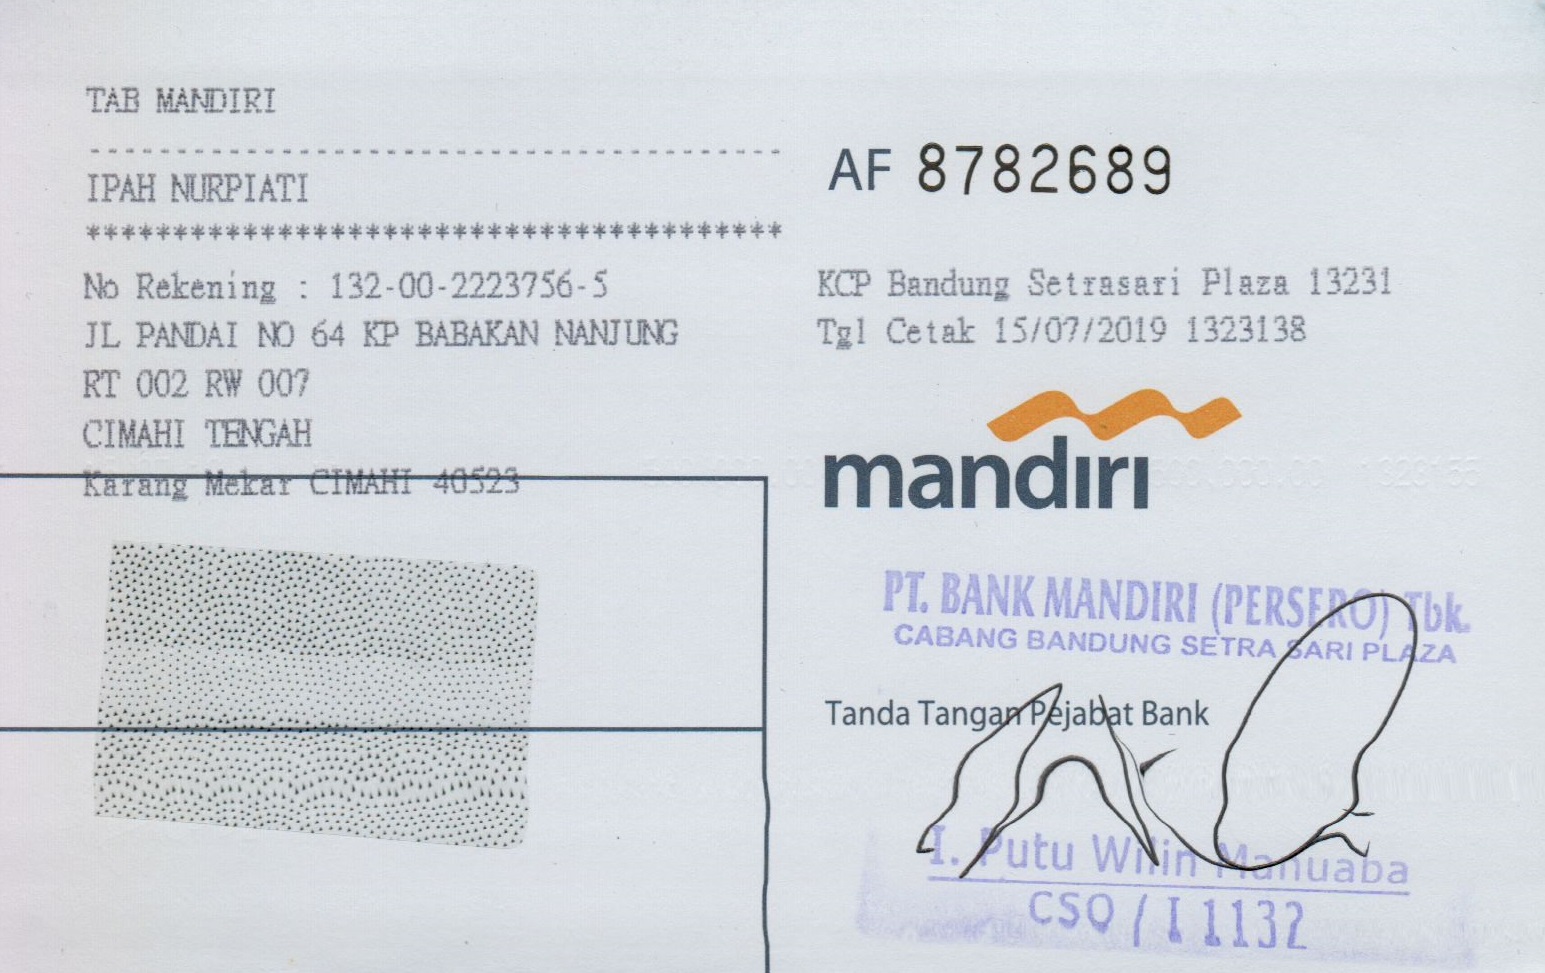 TAB MANDIRI
----------------------------------------
IPAH NURPIATI
****************************************
No Rekening : 132-00-2223756-5
JL PANDAI NO 64 KP BABAKAN NANJUNG
RT 002 RW 007
CIMAHI TENGAH
Karang Mekar CIMAHI 40523
AF 8782689
KCP Bandung Setrasari Plaza 13231
Tgl Cetak 15/07/2019 1323138
mandiri
PT. BANK MANDIRI (PERSERO) Tbk.
CABANG BANDUNG SETRA SARI PLAZA
Tanda Tangan Pejabat Bank
I. Putu Wilin Manuaba
CSO / I 1132